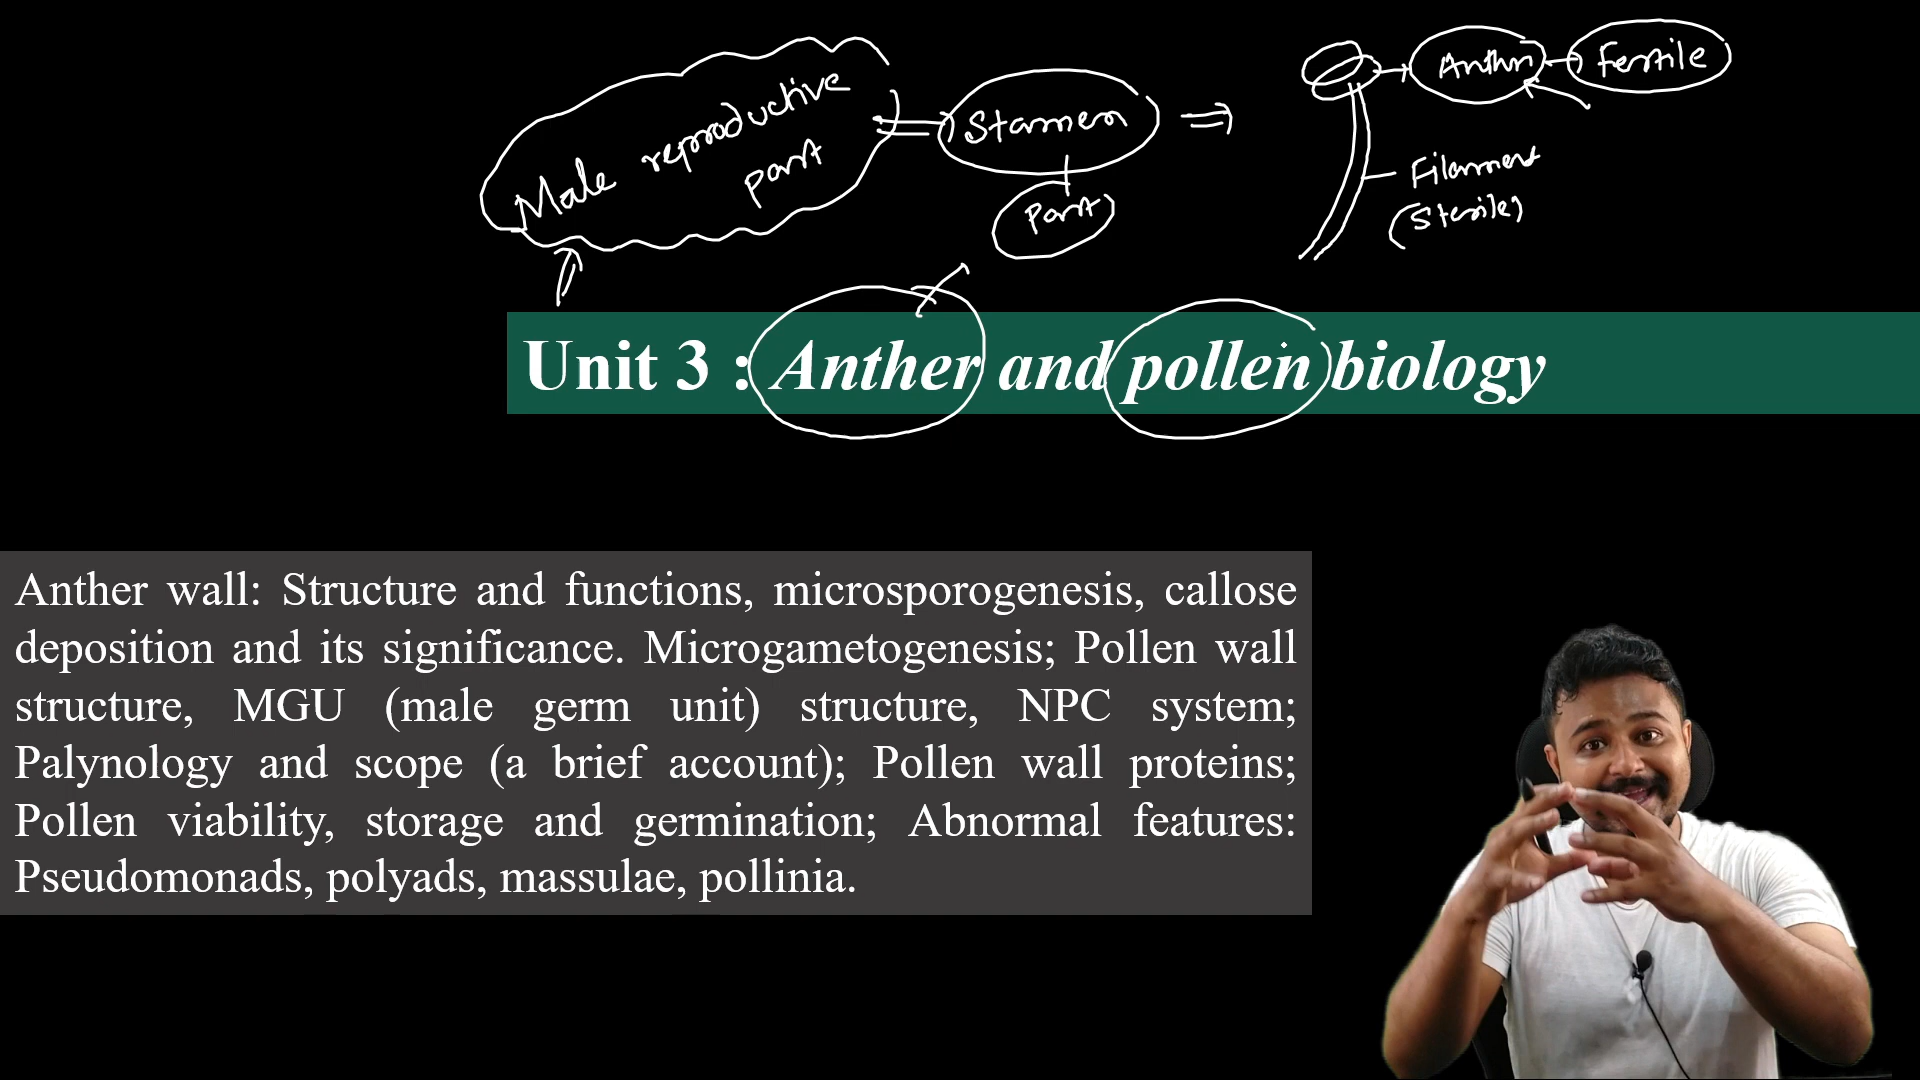 Male reproductive
part
Stamen
Part
Anther
Fertile
Filament
(Sterile)
Unit 3 : Anther and pollen biology
Anther wall: Structure and functions, microsporogenesis, callose
deposition and its significance. Microgametogenesis; Pollen wall
structure, MGU (male germ unit) structure, NPC system;
Palynology and scope (a brief account); Pollen wall proteins;
Pollen viability, storage and germination; Abnormal features:
Pseudomonads, polyads, massulae, pollinia.